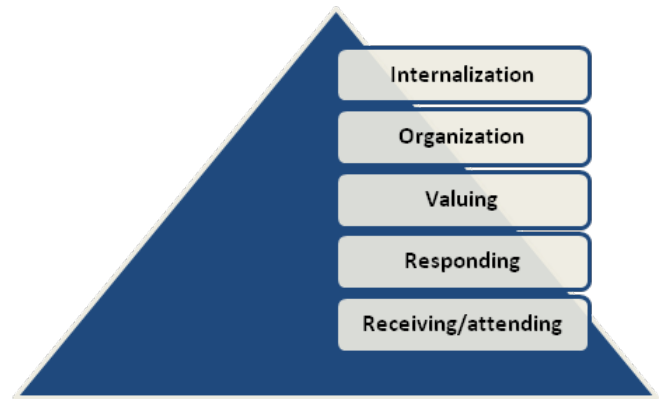 Internalization
Organization
Valuing
Responding
Receiving/attending